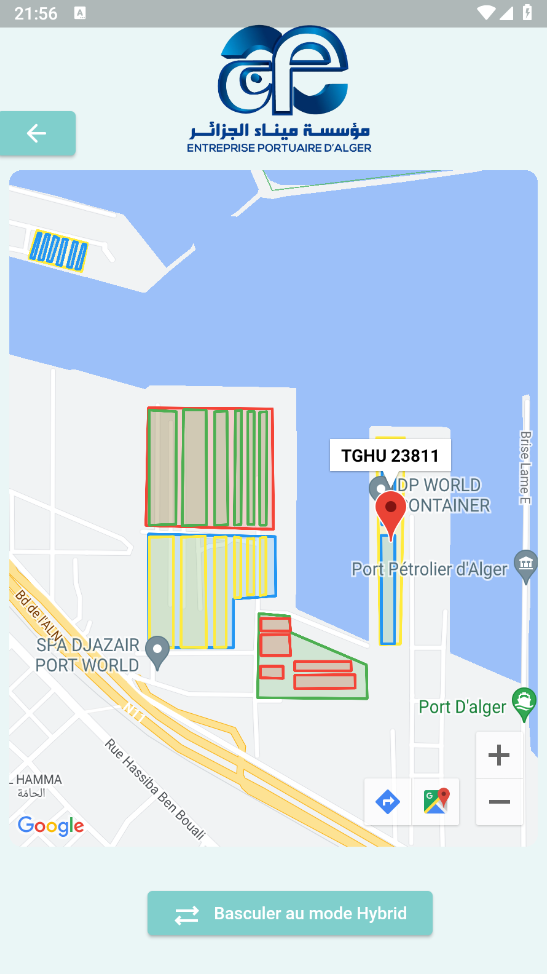 21:56
A
مؤسسة ميناء الجزائر
ENTREPRISE PORTUAIRE D'ALGER
TGHU 23811
DP WORLD
CONTAINER
Brise Lame,E
Port Pétrolier d'Alger
Bd de l'ALN
SPA DJAZAIR
PORT WORLD
N11
Port D'alger
Rue Hassiba Ben Bouali
L HAMMA
الحامّة
Google
Basculer au mode Hybrid